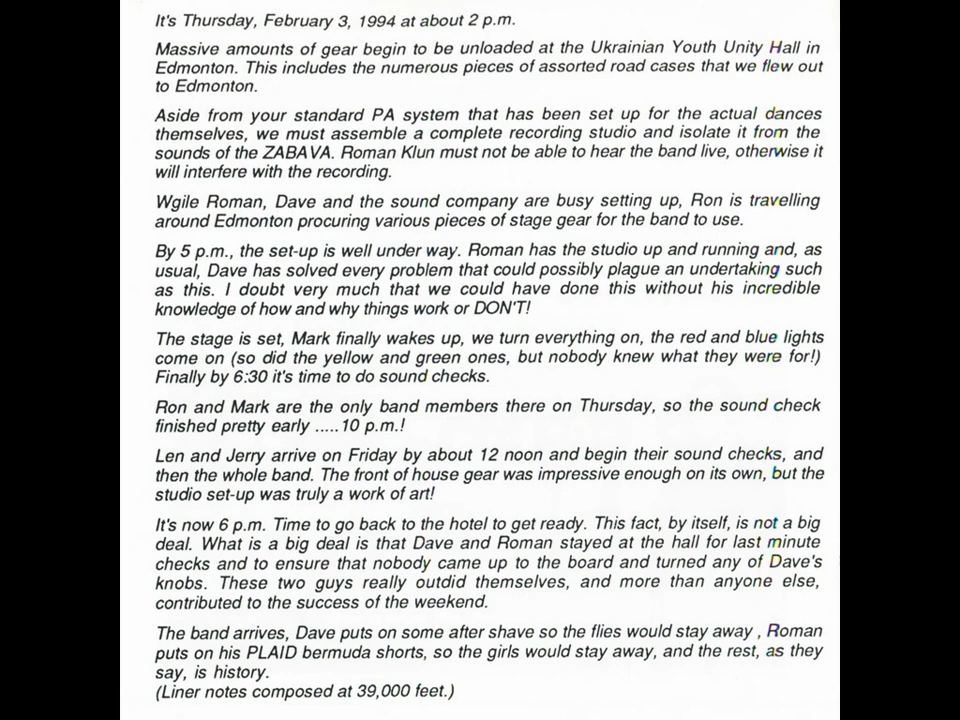 It's Thursday, February 3, 1994 at about 2 p.m.
Massive amounts of gear begin to be unloaded at the Ukrainian Youth Unity Hall in
Edmonton. This includes the numerous pieces of assorted road cases that we flew out
to Edmonton.
Aside from your standard PA system that has been set up for the actual dances
themselves, we must assemble a complete recording studio and isolate it from the
sounds of the ZABAVA. Roman Klun must not be able to hear the band live, otherwise it
will interfere with the recording.
Wgile Roman, Dave and the sound company are busy setting up, Ron is travelling
around Edmonton procuring various pieces of stage gear for the band to use.
By 5 p.m., the set-up is well under way. Roman has the studio up and running and, as
usual, Dave has solved every problem that could possibly plague an undertaking such
as this. I doubt very much that we could have done this without his incredible
knowledge of how and why things work or DON'T!
The stage is set, Mark finally wakes up, we turn everything on, the red and blue lights
come on (so did the yellow and green ones, but nobody knew what they were for!)
Finally by 6:30 it's time to do sound checks.
Ron and Mark are the only band members there on Thursday, so the sound check
finished pretty early .....10 p.m.!
Len and Jerry arrive on Friday by about 12 noon and begin their sound checks, and
then the whole band. The front of house gear was impressive enough on its own, but the
studio set-up was truly a work of art!
It's now 6 p.m. Time to go back to the hotel to get ready. This fact, by itself, is not a big
deal. What is a big deal is that Dave and Roman stayed at the hall for last minute
checks and to ensure that nobody came up to the board and turned any of Dave's
knobs. These two guys really outdid themselves, and more than anyone else,
contributed to the success of the weekend.
The band arrives, Dave puts on some after shave so the flies would stay away , Roman
puts on his PLAID bermuda shorts, so the girls would stay away, and the rest, as they
say, is history.
(Liner notes composed at 39,000 feet.)